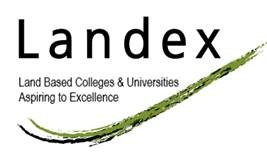 Landex
Land Based Colleges & Universities
Aspiring to Excellence